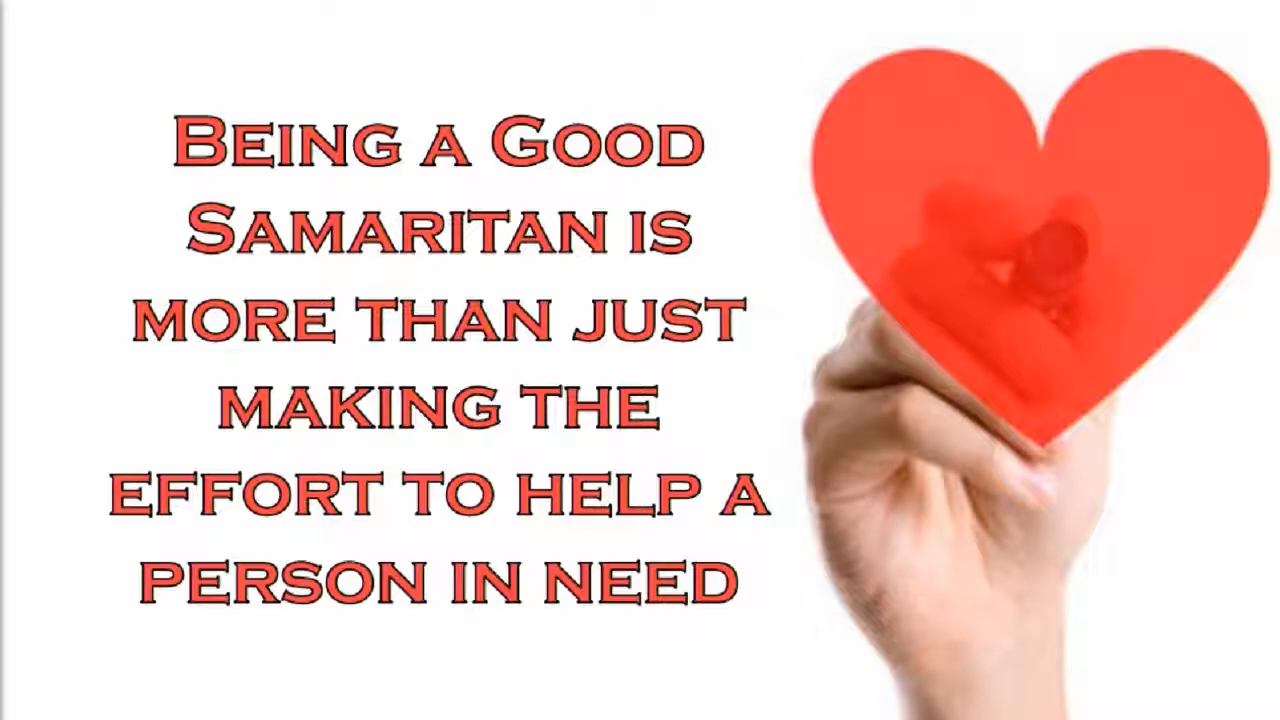 Being a Good
Samaritan is
more than just
making the
effort to help a
person in need